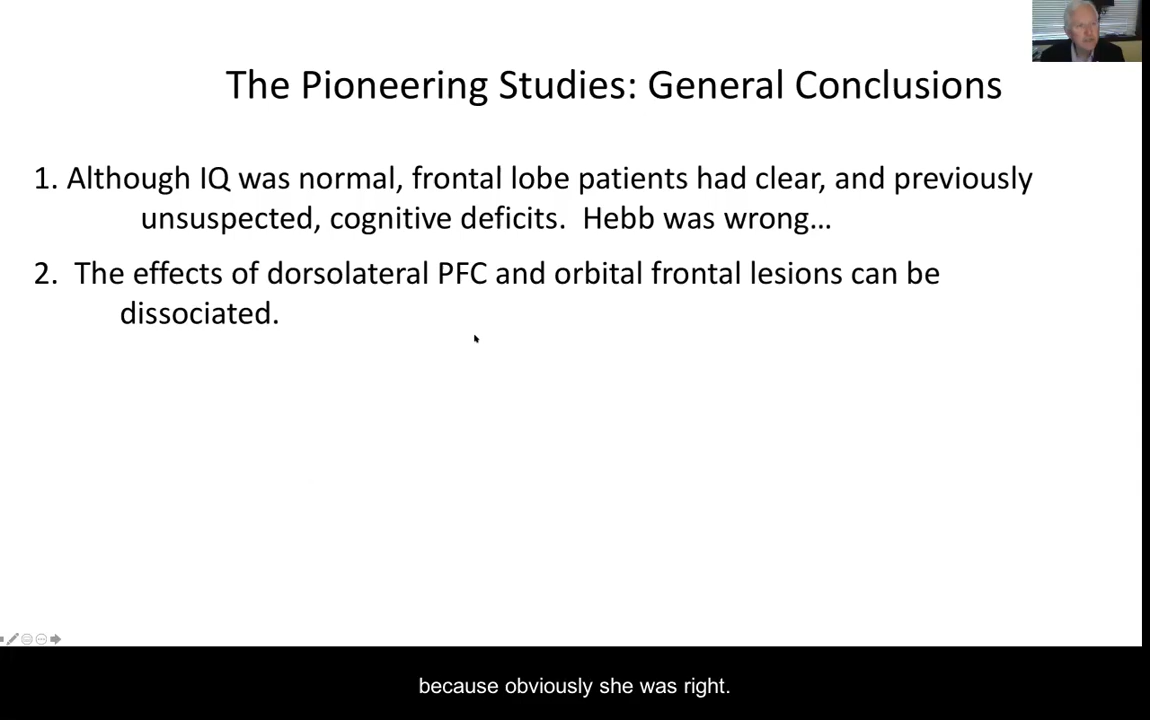 The Pioneering Studies: General Conclusions
1. Although IQ was normal, frontal lobe patients had clear, and previously
unsuspected, cognitive deficits. Hebb was wrong...
2. The effects of dorsolateral PFC and orbital frontal lesions can be
dissociated.
because obviously she was right.